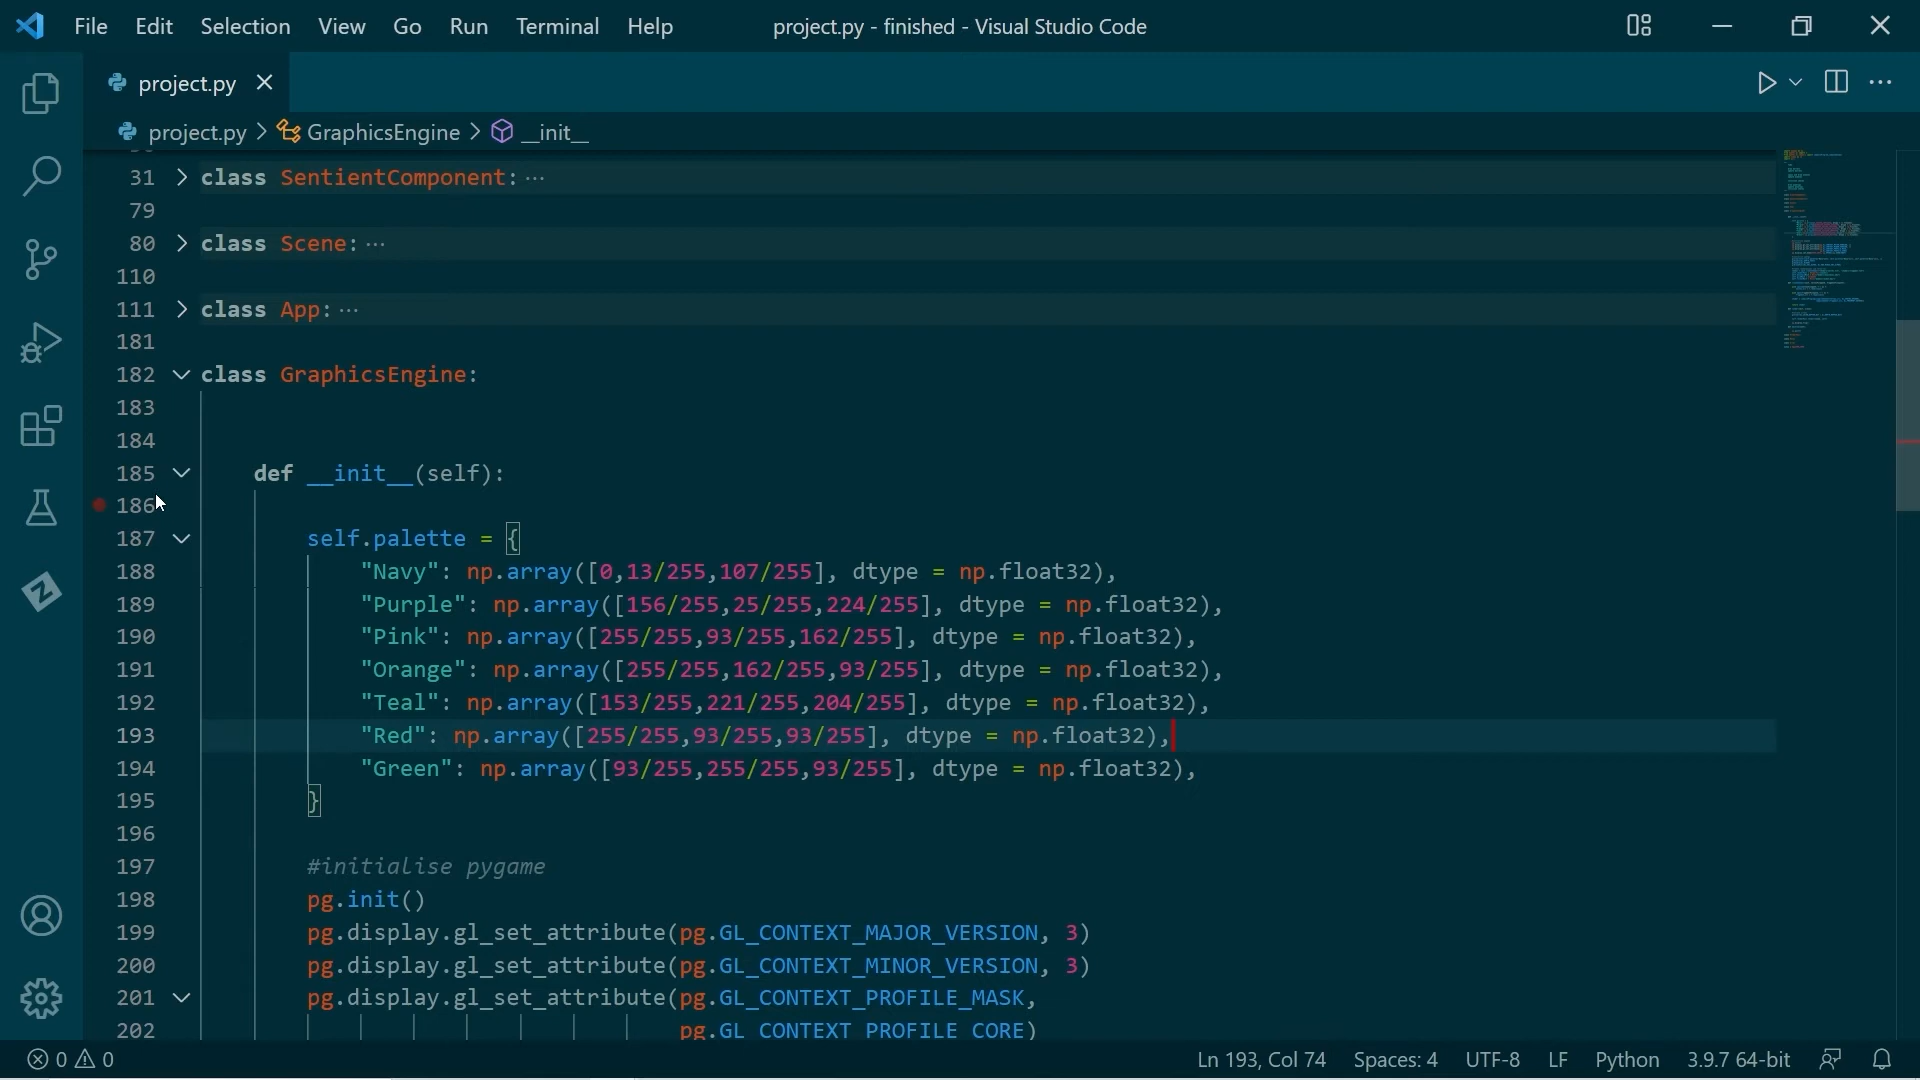 File Edit Selection View Go Run Terminal Help project.py - finished - Visual Studio Code
project.py
project.py > GraphicsEngine > __init__
31 class SentientComponent: ···
79
80 class Scene: ···
110
111 class App: ···
181
182 class GraphicsEngine:
183
184
185 def __init__(self):
186
187 self.palette = {
188 "Navy": np.array([0,13/255,107/255], dtype = np.float32),
189 "Purple": np.array([156/255,25/255,224/255], dtype = np.float32),
190 "Pink": np.array([255/255,93/255,162/255], dtype = np.float32),
191 "Orange": np.array([255/255,162/255,93/255], dtype = np.float32),
192 "Teal": np.array([153/255,221/255,204/255], dtype = np.float32),
193 "Red": np.array([255/255,93/255,93/255], dtype = np.float32),
194 "Green": np.array([93/255,255/255,93/255], dtype = np.float32),
195 }
196
197 #initialise pygame
198 pg.init()
199 pg.display.gl_set_attribute(pg.GL_CONTEXT_MAJOR_VERSION, 3)
200 pg.display.gl_set_attribute(pg.GL_CONTEXT_MINOR_VERSION, 3)
201 pg.display.gl_set_attribute(pg.GL_CONTEXT_PROFILE_MASK,
202 pg.GL_CONTEXT_PROFILE_CORE)
0 0 Ln 193, Col 74 Spaces: 4 UTF-8 LF Python 3.9.7 64-bit